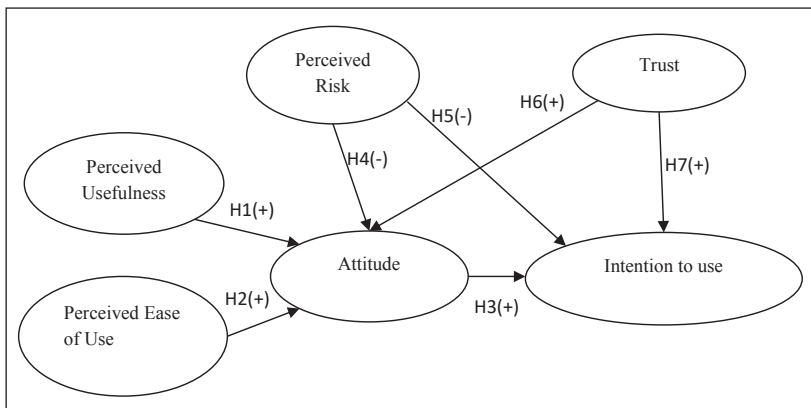 Perceived
Risk
Trust
H6(+)
H5(-)
H4(-)
H7(+)
Perceived
Usefulness
H1(+)
Attitude
Intention to use
H2(+)
H3(+)
Perceived Ease
of Use